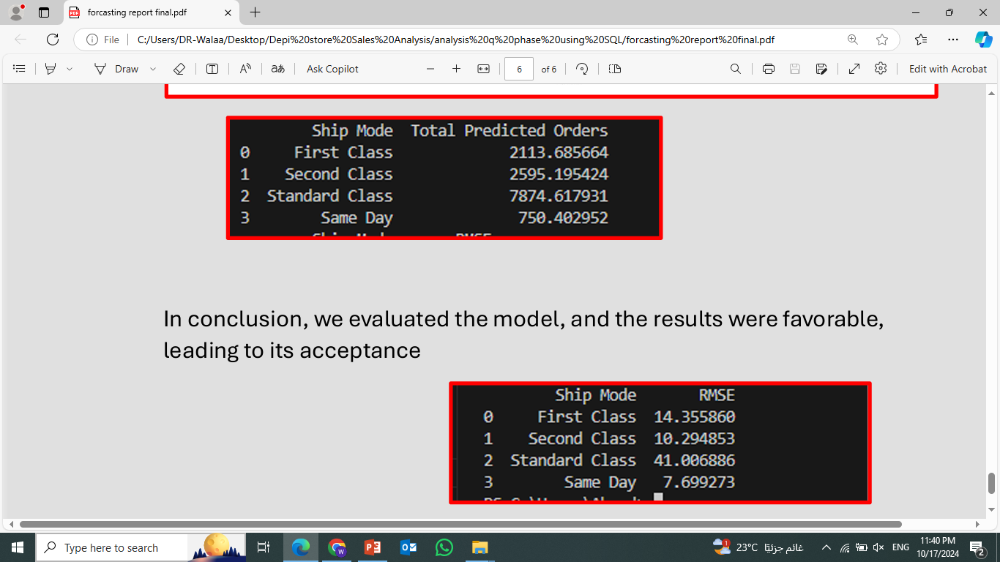 forcasting report final.pdf
File
C:/Users/DR-Walaa/Desktop/Depi%20store%20Sales%20Analysis/analysis%20q%20phase%20using%20SQL/forcasting%20report%20final.pdf
Draw
Ask Copilot
6 of 6
Edit with Acrobat
Ship Mode Total Predicted Orders
0 First Class 2113.685664
1 Second Class 2595.195424
2 Standard Class 7874.617931
3 Same Day 750.402952
In conclusion, we evaluated the model, and the results were favorable,
leading to its acceptance
Ship Mode RMSE
0 First Class 14.355860
1 Second Class 10.294853
2 Standard Class 41.006886
3 Same Day 7.699273
Type here to search
23°C غائم جزئيًا
ENG
11:40 PM
10/17/2024
2